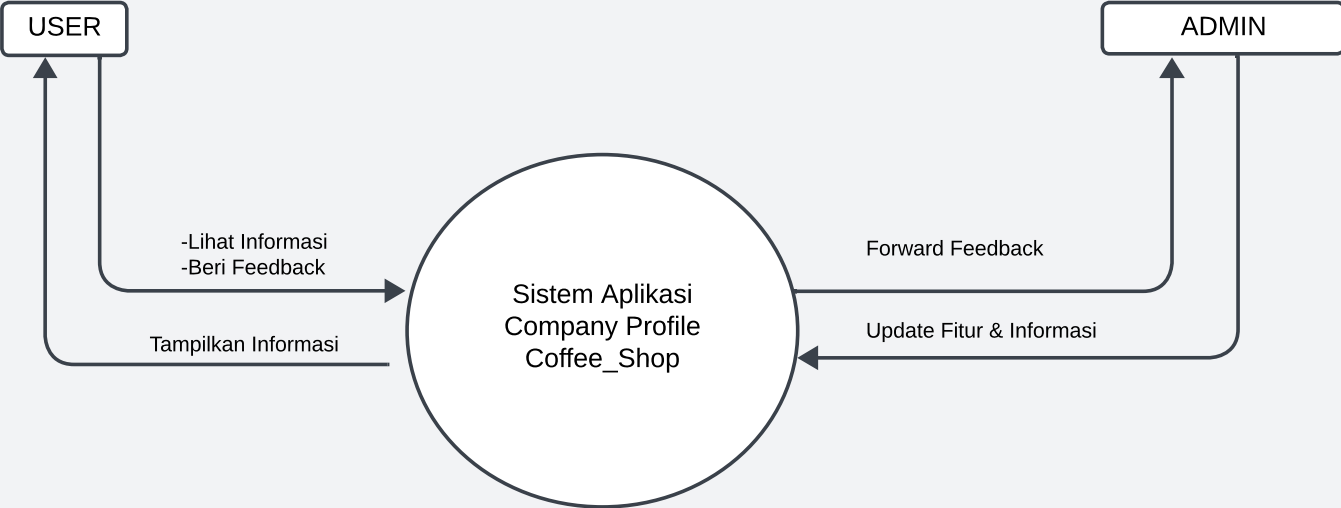 USER
ADMIN
-Lihat Informasi
-Beri Feedback
Forward Feedback
Sistem Aplikasi
Company Profile
Coffee_Shop
Tampilkan Informasi
Update Fitur & Informasi